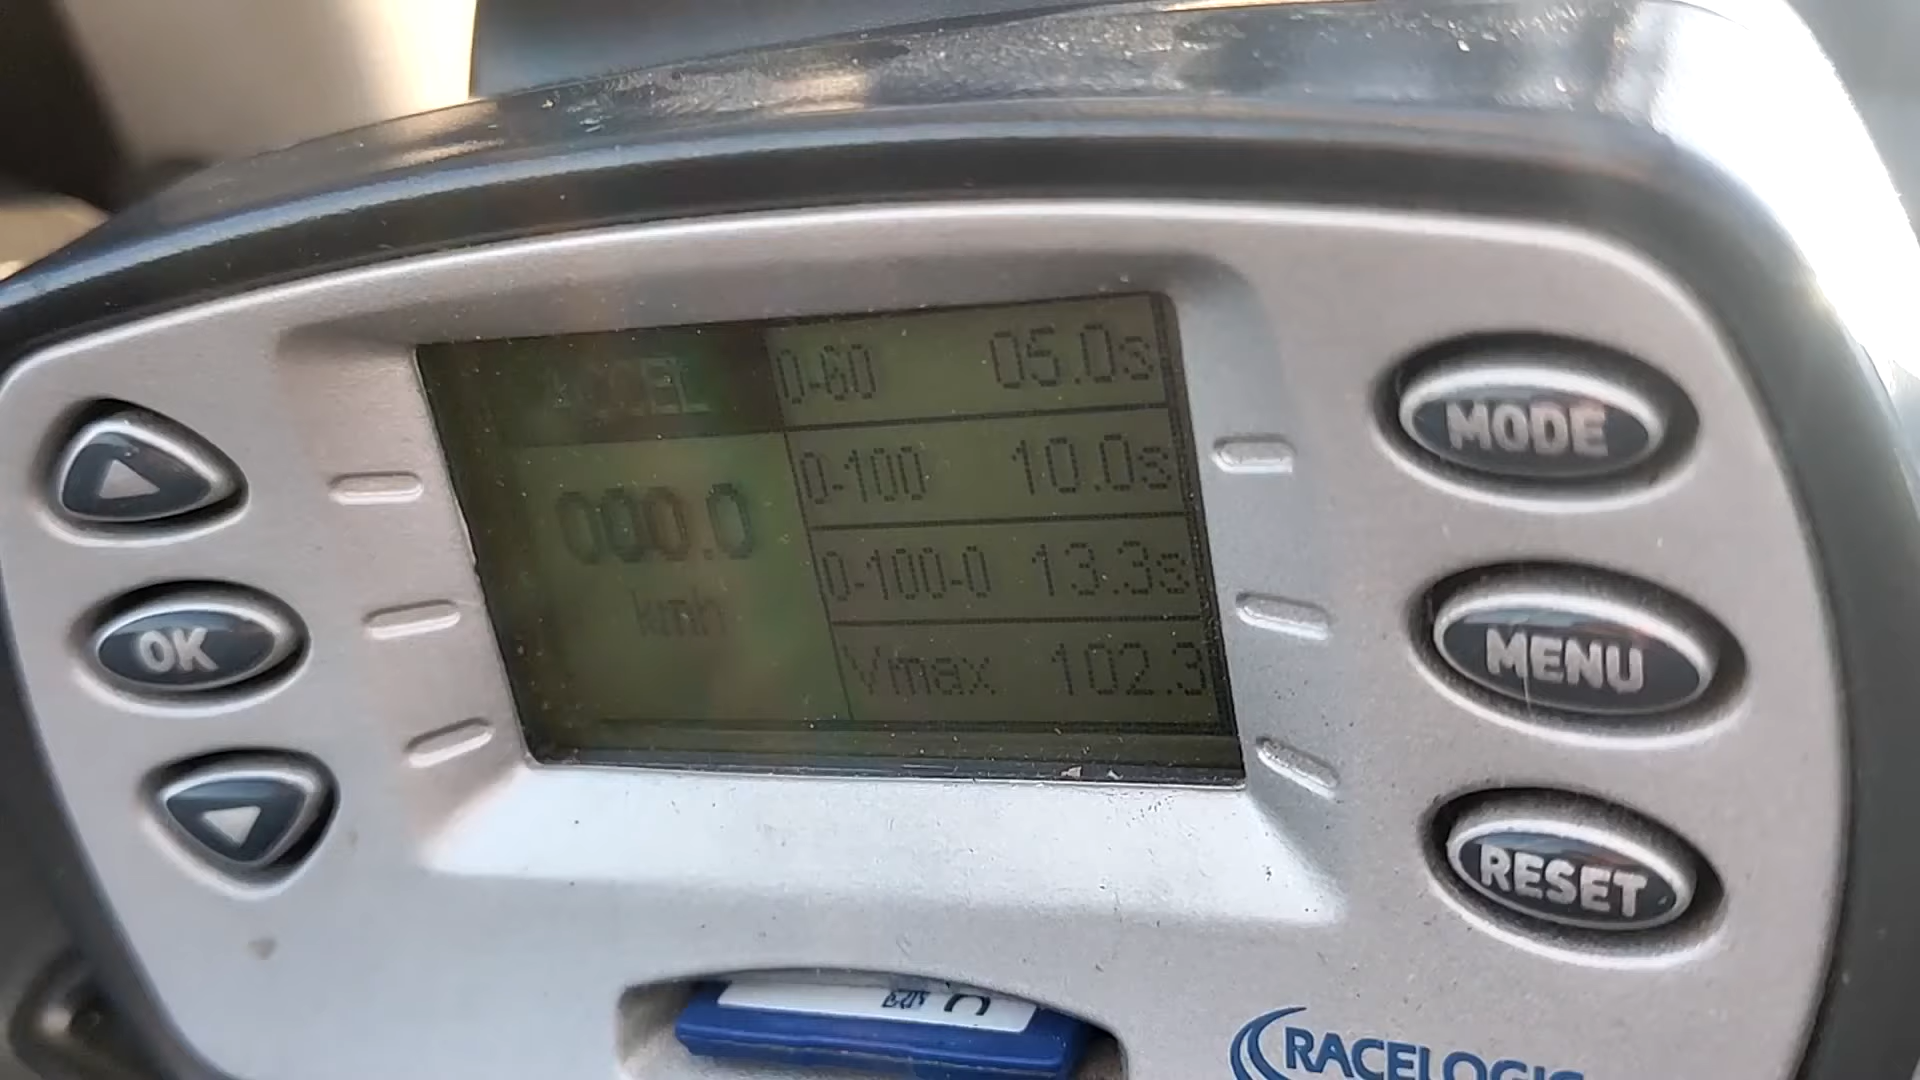 ACCEL
000.0
kmh
0-60 05.0s
0-100 10.0s
0-100-0 13.3s
Vmax 102.3
OK
MODE
MENU
RESET
RACELOGIC